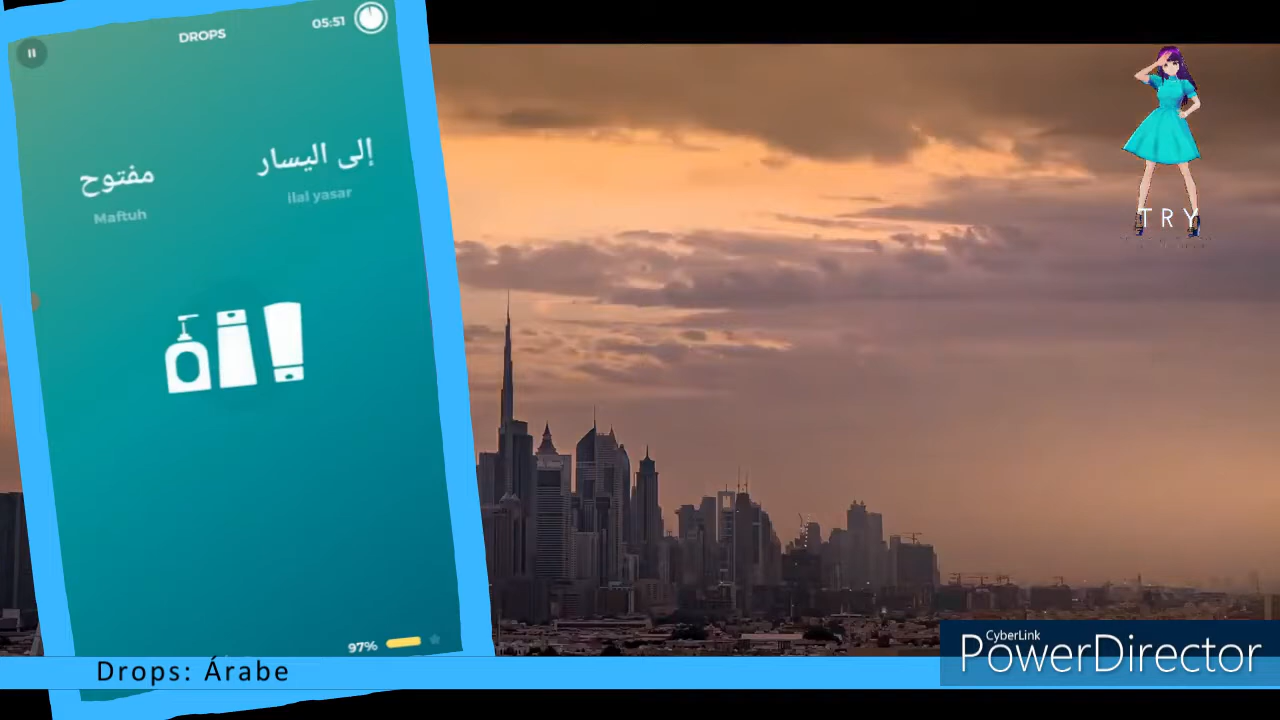 DROPS
05:51
مفتوح
Maftuh
إلى اليسار
ilal yasar
97%
TRY
Drops: Árabe
CyberLink
PowerDirector